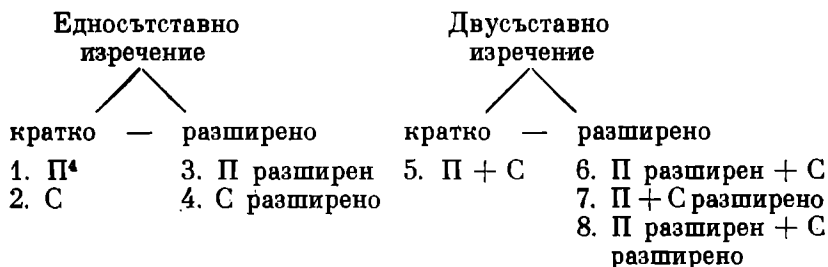 Едносътставно Двусъставно
изречение изречение
кратко — разширено кратко — разширено
1. П⁴ 3. П разширен 5. П + С 6. П разширен + С
2. С 4. С разширено 7. П + С разширено
8. П разширен + С
разширено